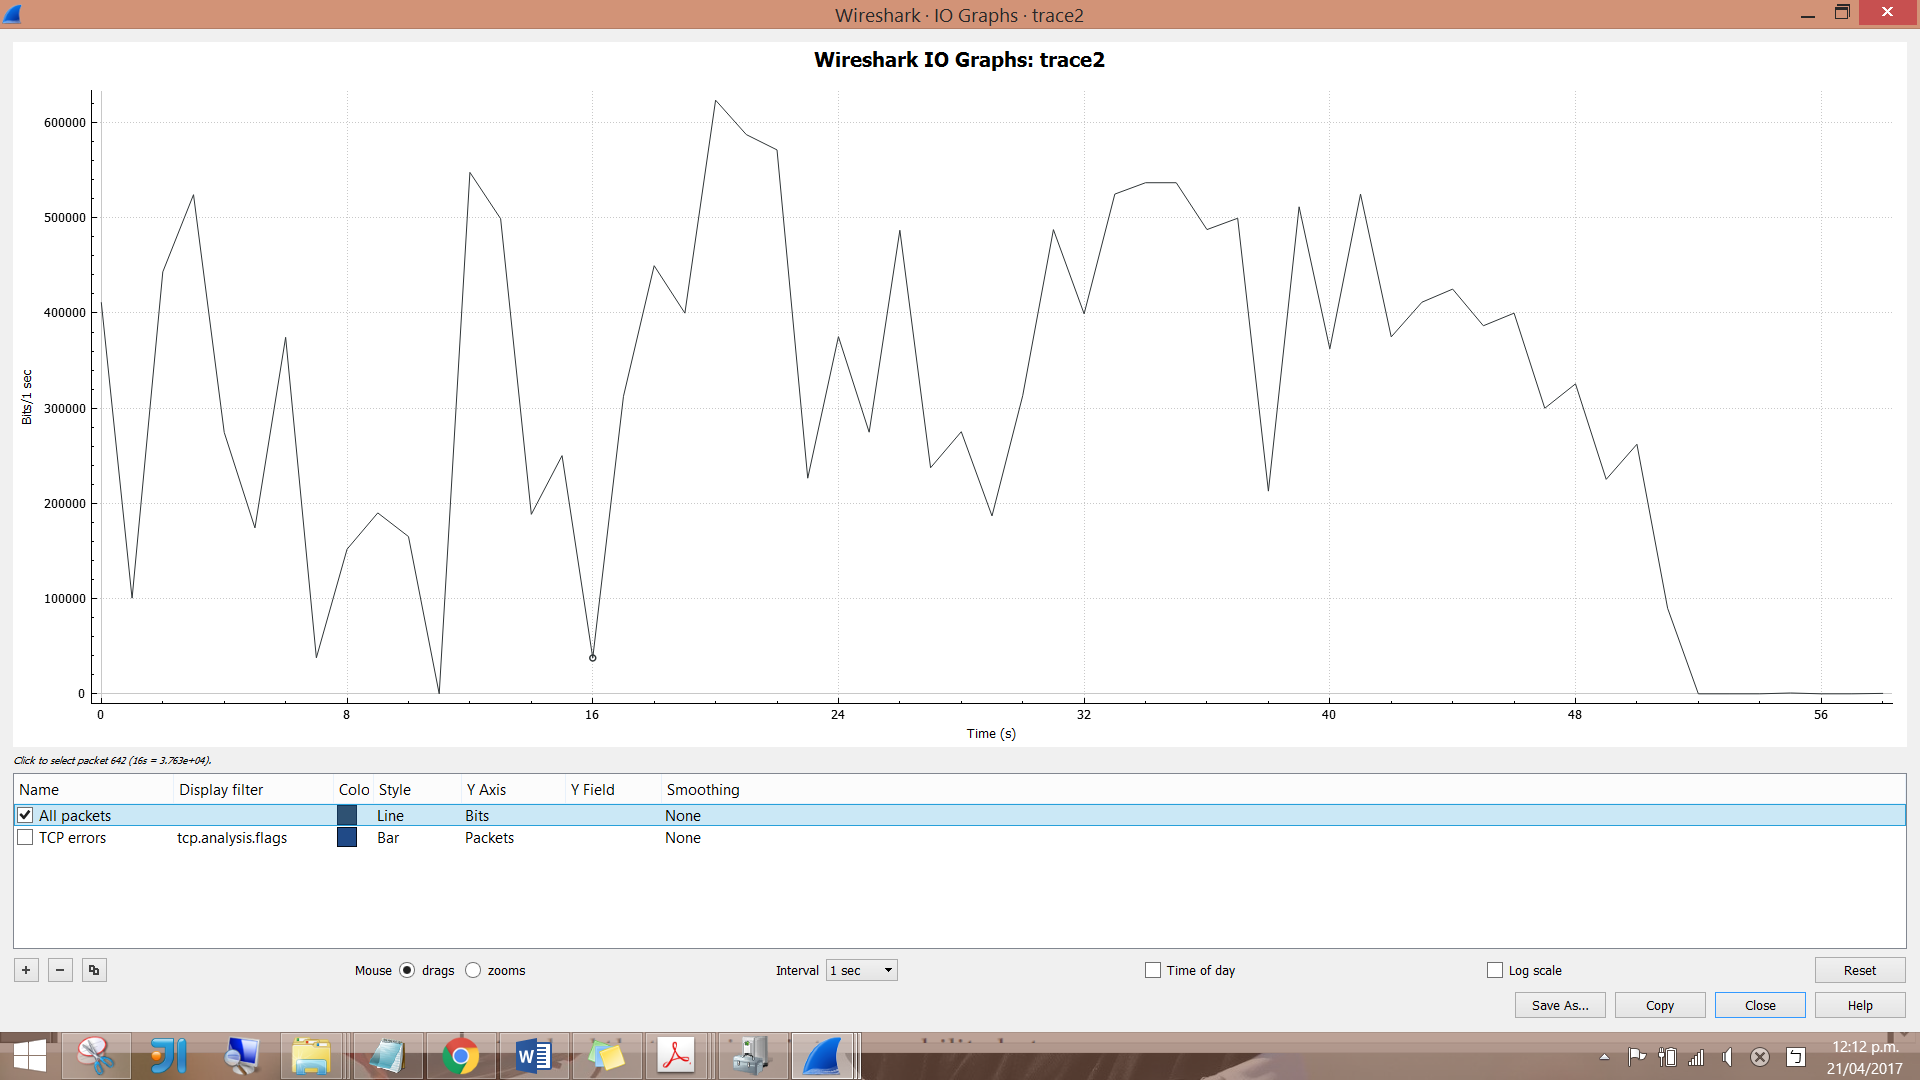 Wireshark · IO Graphs · trace2
Wireshark IO Graphs: trace2
600000
500000
400000
300000
200000
100000
0
Bits/1 sec
0 8 16 24 32 40 48 56
Time (s)
Click to select packet 642 (16s = 3.763e+04).
Name Display filter Colo Style Y Axis Y Field Smoothing
All packets Line Bits None
TCP errors tcp.analysis.flags Bar Packets None
+ −
Mouse drags zooms Interval 1 sec Time of day Log scale Reset
Save As... Copy Close Help
12:12 p.m.
21/04/2017